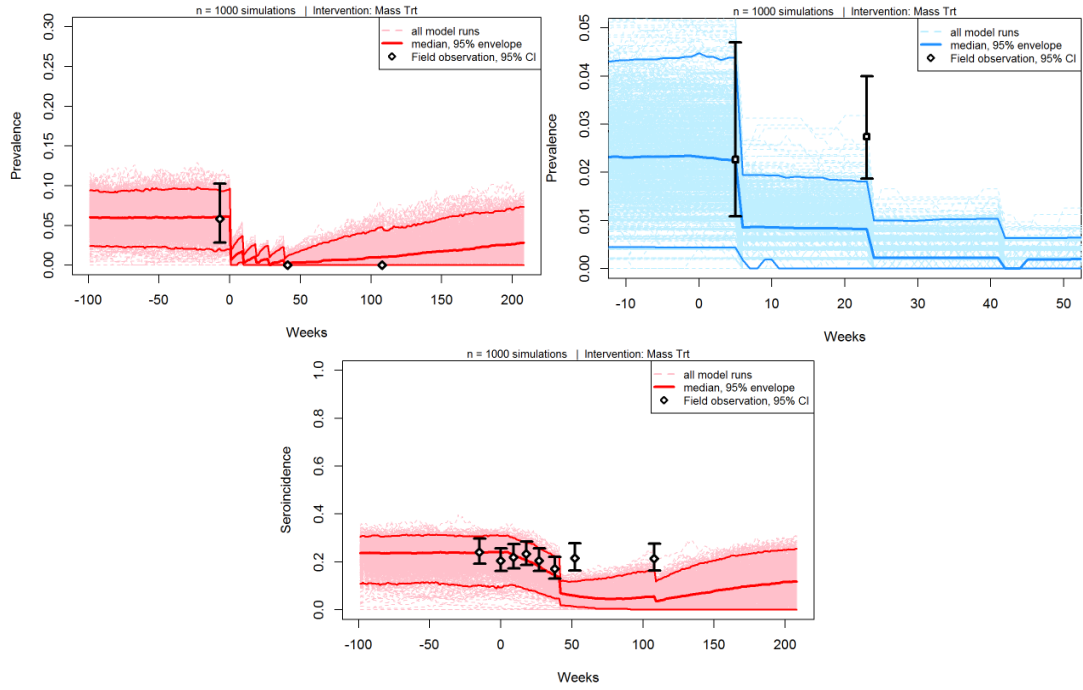 n = 1000 simulations | Intervention: Mass Trt
all model runs
median, 95% envelope
Field observation, 95% CI
Prevalence
0.30
0.25
0.20
0.15
0.10
0.05
0.00
-100 -50 0 50 100 150 200
Weeks
n = 1000 simulations | Intervention: Mass Trt
all model runs
median, 95% envelope
Field observation, 95% CI
Prevalence
0.05
0.04
0.03
0.02
0.01
0.00
-10 0 10 20 30 40 50
Weeks
n = 1000 simulations | Intervention: Mass Trt
all model runs
median, 95% envelope
Field observation, 95% CI
Seroincidence
1.0
0.8
0.6
0.4
0.2
0.0
-100 -50 0 50 100 150 200
Weeks